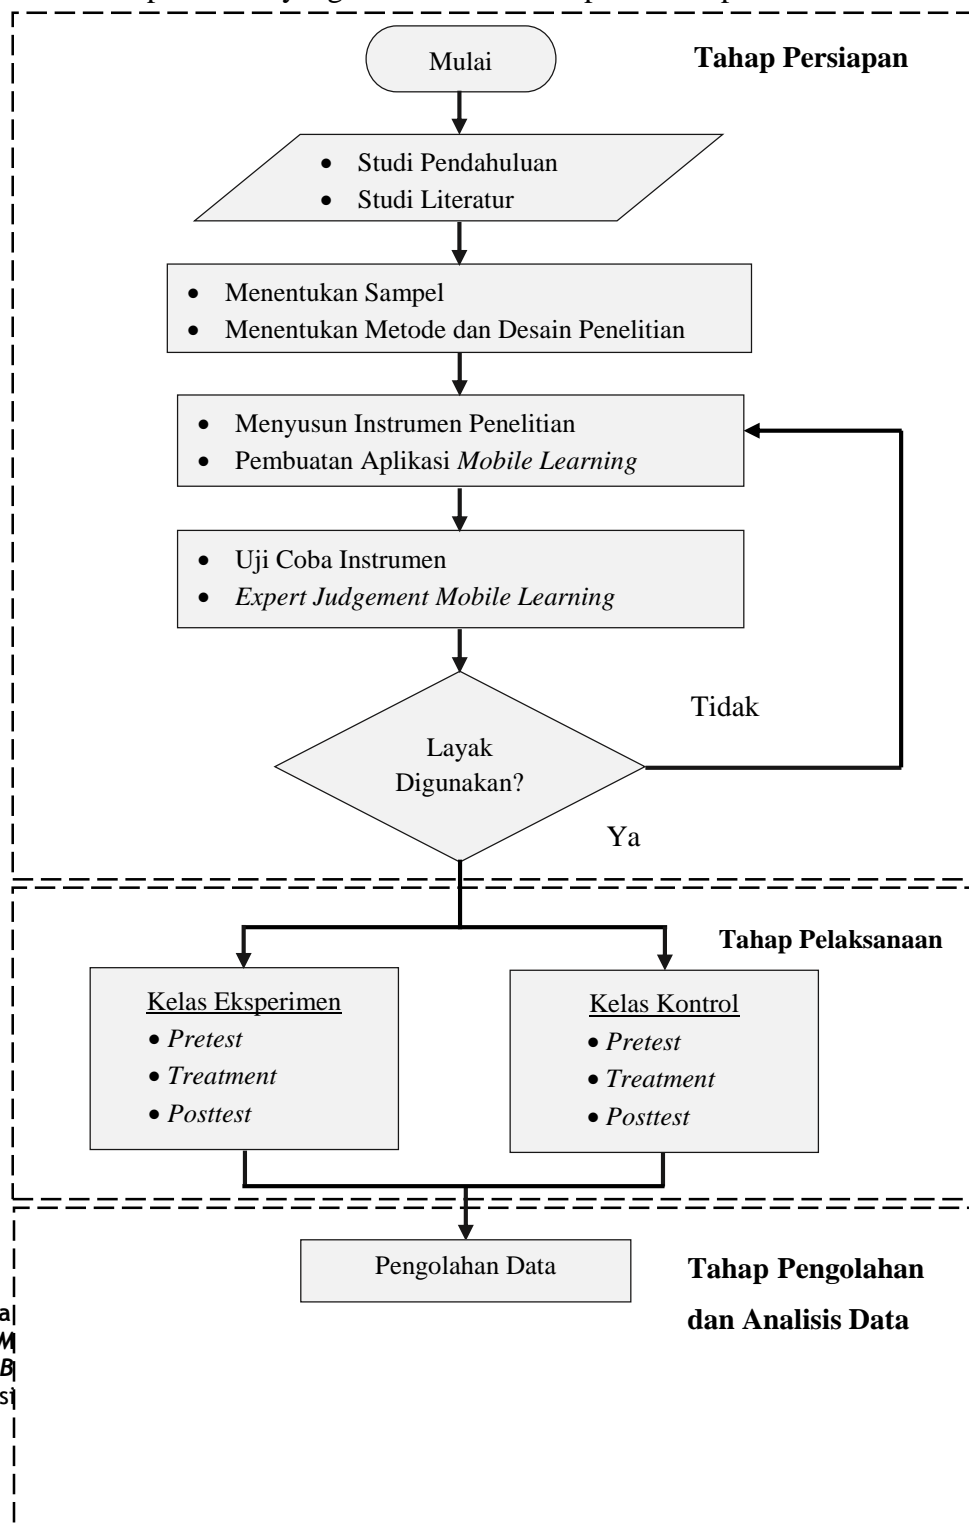 Mulai
Tahap Persiapan
• Studi Pendahuluan
• Studi Literatur
• Menentukan Sampel
• Menentukan Metode dan Desain Penelitian
• Menyusun Instrumen Penelitian
• Pembuatan Aplikasi Mobile Learning
• Uji Coba Instrumen
• Expert Judgement Mobile Learning
Tidak
Layak
Digunakan?
Ya
Tahap Pelaksanaan
Kelas Eksperimen
• Pretest
• Treatment
• Posttest
Kelas Kontrol
• Pretest
• Treatment
• Posttest
Pengolahan Data
Tahap Pengolahan
dan Analisis Data